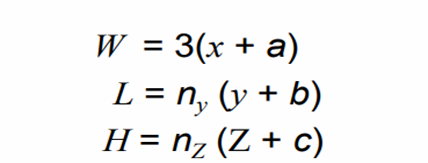 W = 3(x + a)
L = n_y (y + b)
H = n_Z (Z + c)